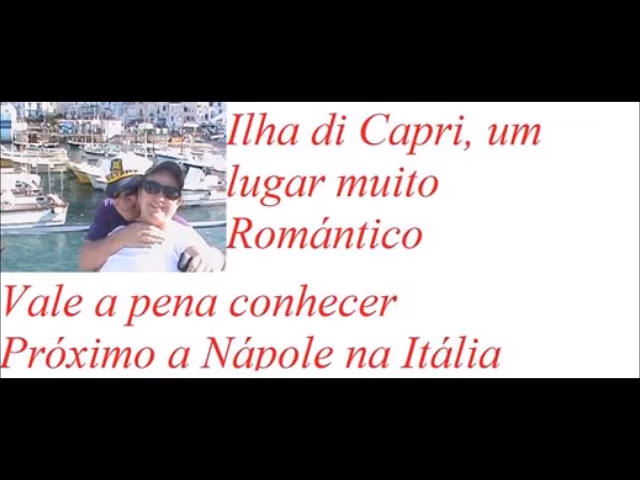 Ilha di Capri, um
lugar muito
Romántico
Vale a pena conhecer
Próximo a Nápole na Itália